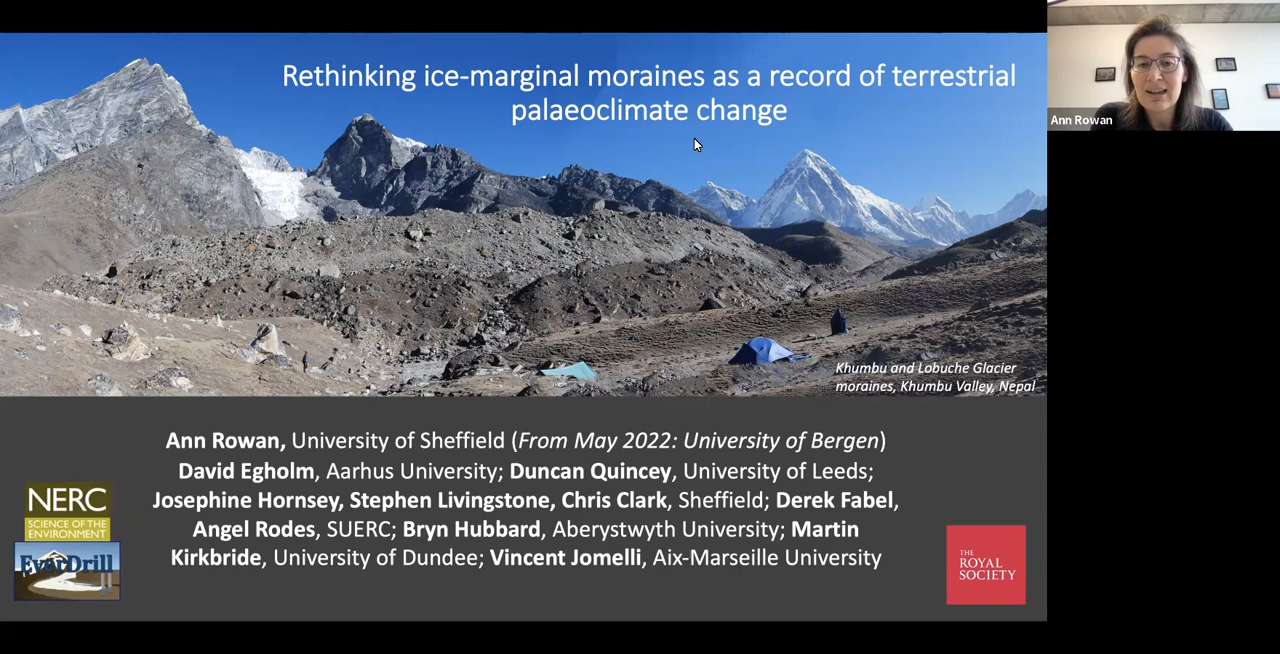 Rethinking ice-marginal moraines as a record of terrestrial
palaeoclimate change
Ann Rowan
Khumbu and Lobuche Glacier
moraines, Khumbu Valley, Nepal
Ann Rowan, University of Sheffield (From May 2022: University of Bergen)
David Egholm, Aarhus University; Duncan Quincey, University of Leeds;
Josephine Hornsey, Stephen Livingstone, Chris Clark, Sheffield; Derek Fabel,
Angel Rodes, SUERC; Bryn Hubbard, Aberystwyth University; Martin
Kirkbride, University of Dundee; Vincent Jomelli, Aix-Marseille University
NERC
SCIENCE OF THE
ENVIRONMENT
EverDrill
THE
ROYAL
SOCIETY